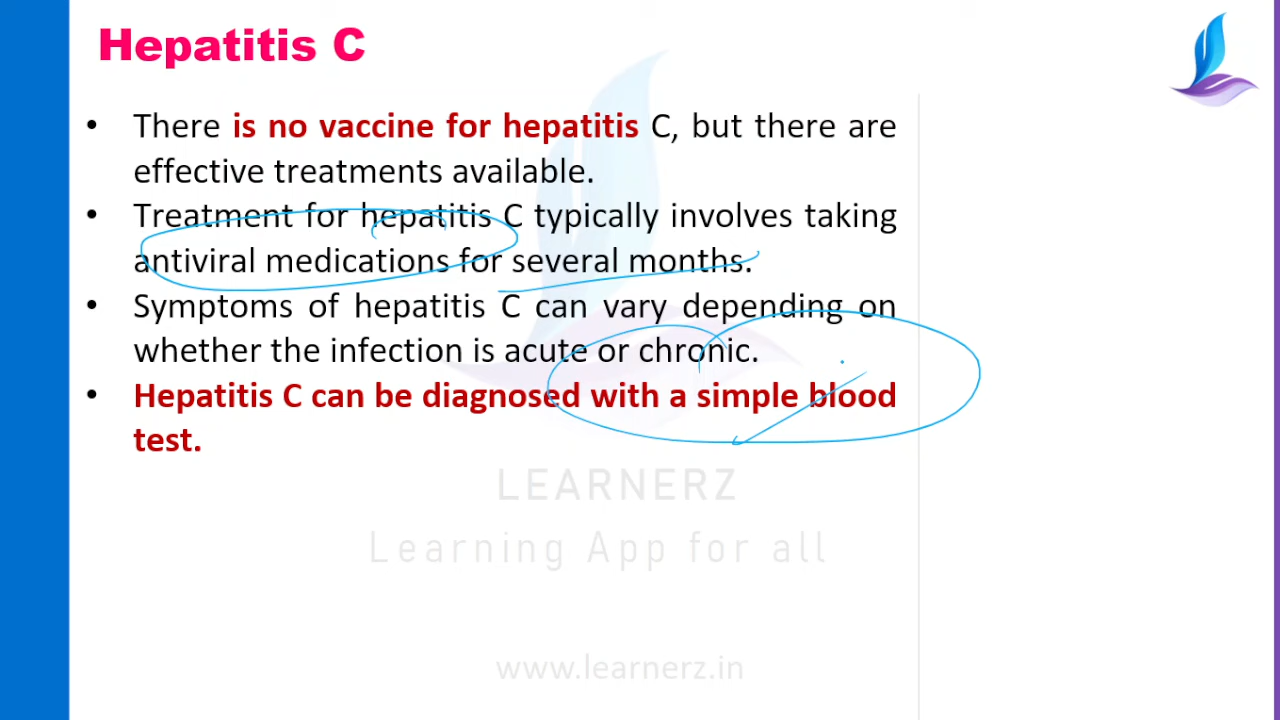 Hepatitis C
• There is no vaccine for hepatitis C, but there are
effective treatments available.
• Treatment for hepatitis C typically involves taking
antiviral medications for several months.
• Symptoms of hepatitis C can vary depending on
whether the infection is acute or chronic.
• Hepatitis C can be diagnosed with a simple blood
test.
LEARNERZ
Learning App for all
www.learnerz.in